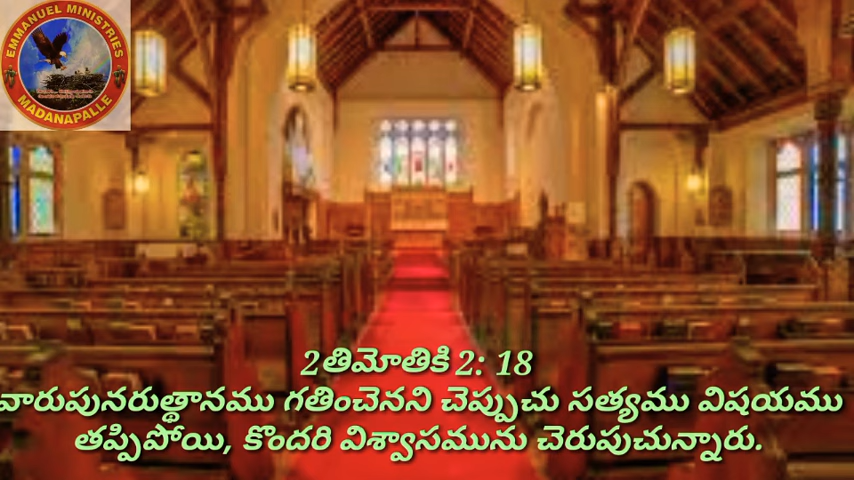 EMMANUEL MINISTRIES
MADANAPALLE
2తిమోతికి 2: 18
వారుపునరుత్థానము గతించెనని చెప్పుచు సత్యము విషయము
తప్పిపోయి, కొందరి విశ్వాసమును చెరుపుచున్నారు.